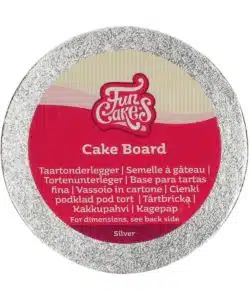 Fun
Cakes
Cake Board
Taartonderlegger | Semelle à gâteau |
Tortenunterleger | Base para tartas
fina | Vassoio in cartone | Cienki
podkład pod tort | Tårtbricka |
Kakkupahvi | Kagepap
For dimensions, see back side
Silver